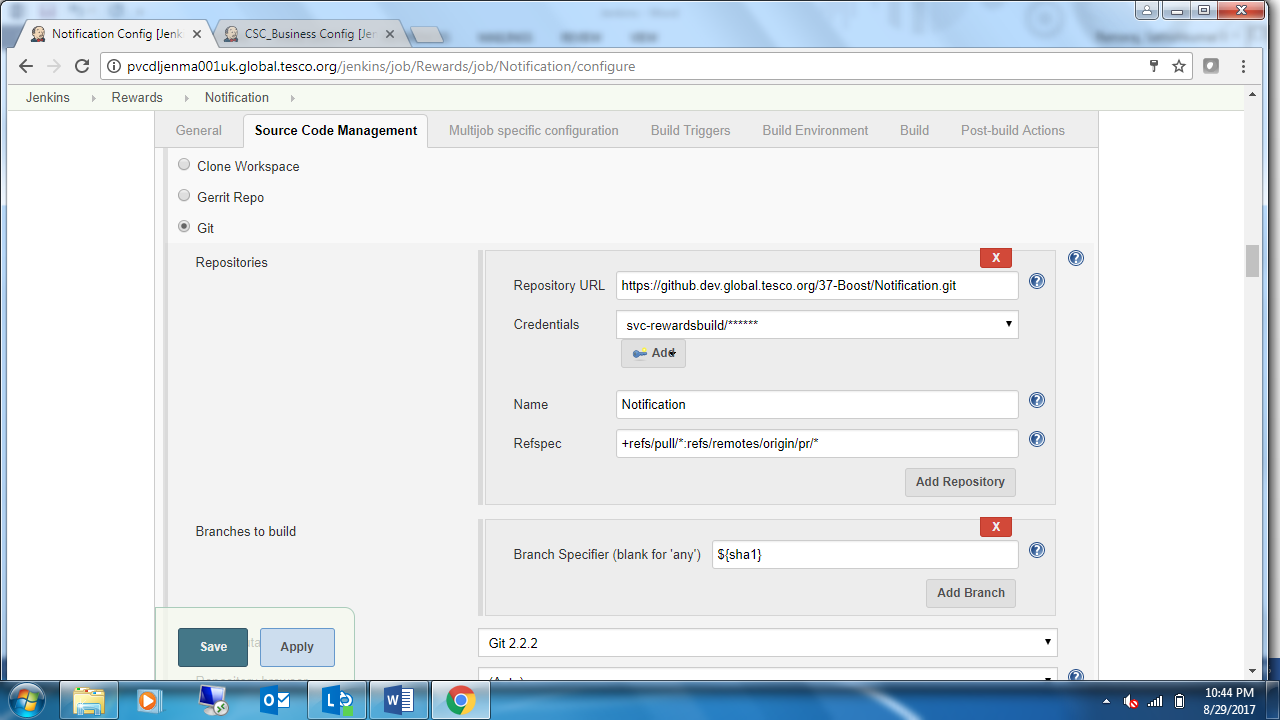 Notification Config [Jenk
CSC_Business Config [Jen
pvcdljenma001uk.global.tesco.org/jenkins/job/Rewards/job/Notification/configure
Jenkins Rewards Notification
General Source Code Management Multijob specific configuration Build Triggers Build Environment Build Post-build Actions
Clone Workspace
Gerrit Repo
Git
Repositories
X
Repository URL https://github.dev.global.tesco.org/37-Boost/Notification.git
Credentials svc-rewardsbuild/******
Add
Name Notification
Refspec +refs/pull/*:refs/remotes/origin/pr/*
Add Repository
Branches to build
X
Branch Specifier (blank for 'any') ${sha1}
Add Branch
Save Apply
Git 2.2.2
(Auto)
10:44 PM
8/29/2017